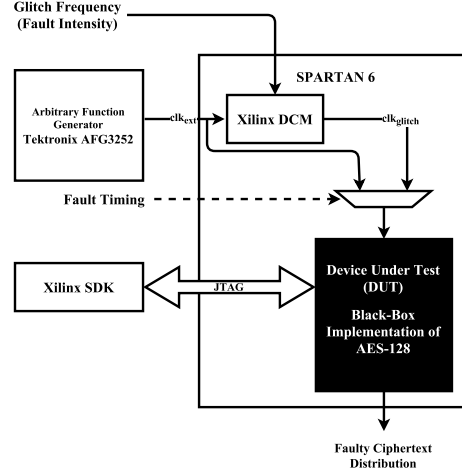 Glitch Frequency
(Fault Intensity)
SPARTAN 6
Arbitrary Function
Generator
Tektronix AFG3252
clkext
Xilinx DCM
clkglitch
Fault Timing
Xilinx SDK
JTAG
Device Under Test
(DUT)
Black-Box
Implementation of
AES-128
Faulty Ciphertext
Distribution